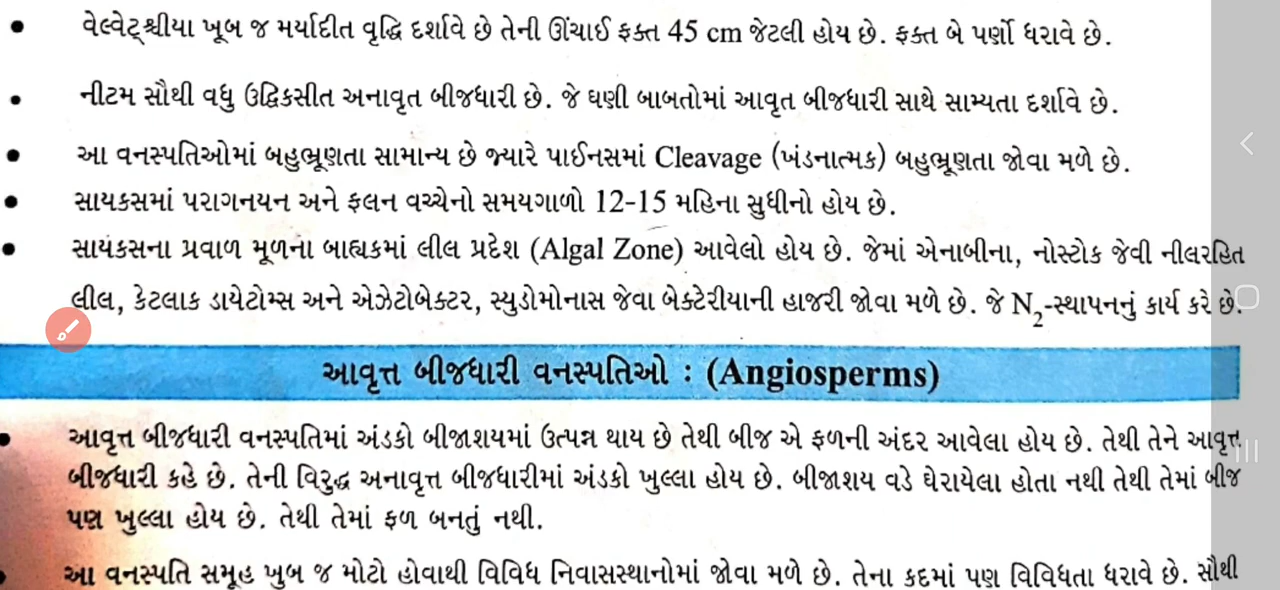 • વેલ્વેટ્શ્ચીયા ખૂબ જ મર્યાદીત વૃદ્ધિ દર્શાવે છે તેની ઊંચાઈ ફક્ત 45 cm જેટલી હોય છે. ફક્ત બે પર્ણો ધરાવે છે.
• નીટમ સૌથી વધુ ઉદ્વિકસીત અનાવૃત બીજધારી છે. જે ઘણી બાબતોમાં આવૃત બીજધારી સાથે સામ્યતા દર્શાવે છે.
• આ વનસ્પતિઓમાં બહુભ્રૂણતા સામાન્ય છે જ્યારે પાઈનસમાં Cleavage (ખંડનાત્મક) બહુભ્રૂણતા જોવા મળે છે.
• સાયકસમાં પરાગનયન અને ફલન વચ્ચેનો સમયગાળો 12-15 મહિના સુધીનો હોય છે.
• સાયકસના પ્રવાળ મૂળના બાહ્યકમાં લીલ પ્રદેશ (Algal Zone) આવેલો હોય છે. જેમાં એનાબીના, નોસ્ટોક જેવી નીલરહિત
લીલ, કેટલાક ડાયેટોમ્સ અને એઝેટોબેક્ટર, સ્યુડોમોનાસ જેવા બેક્ટેરીયાની હાજરી જોવા મળે છે. જે N₂-સ્થાપનનું કાર્ય કરે છે.
આવૃત્ત બીજધારી વનસ્પતિઓ : (Angiosperms)
• આવૃત્ત બીજધારી વનસ્પતિમાં અંડકો બીજાશયમાં ઉત્પન્ન થાય છે તેથી બીજ એ ફળની અંદર આવેલા હોય છે. તેથી તેને આવૃત્ત
બીજધારી કહે છે. તેની વિરુદ્ધ અનાવૃત્ત બીજધારીમાં અંડકો ખુલ્લા હોય છે. બીજાશય વડે ઘેરાયેલા હોતા નથી તેથી તેમાં બીજ
પણ ખુલ્લા હોય છે. તેથી તેમાં ફળ બનતું નથી.
• આ વનસ્પતિ સમૂહ ખુબ જ મોટો હોવાથી વિવિધ નિવાસસ્થાનોમાં જોવા મળે છે. તેના કદમાં પણ વિવિધતા ધરાવે છે. સૌથી